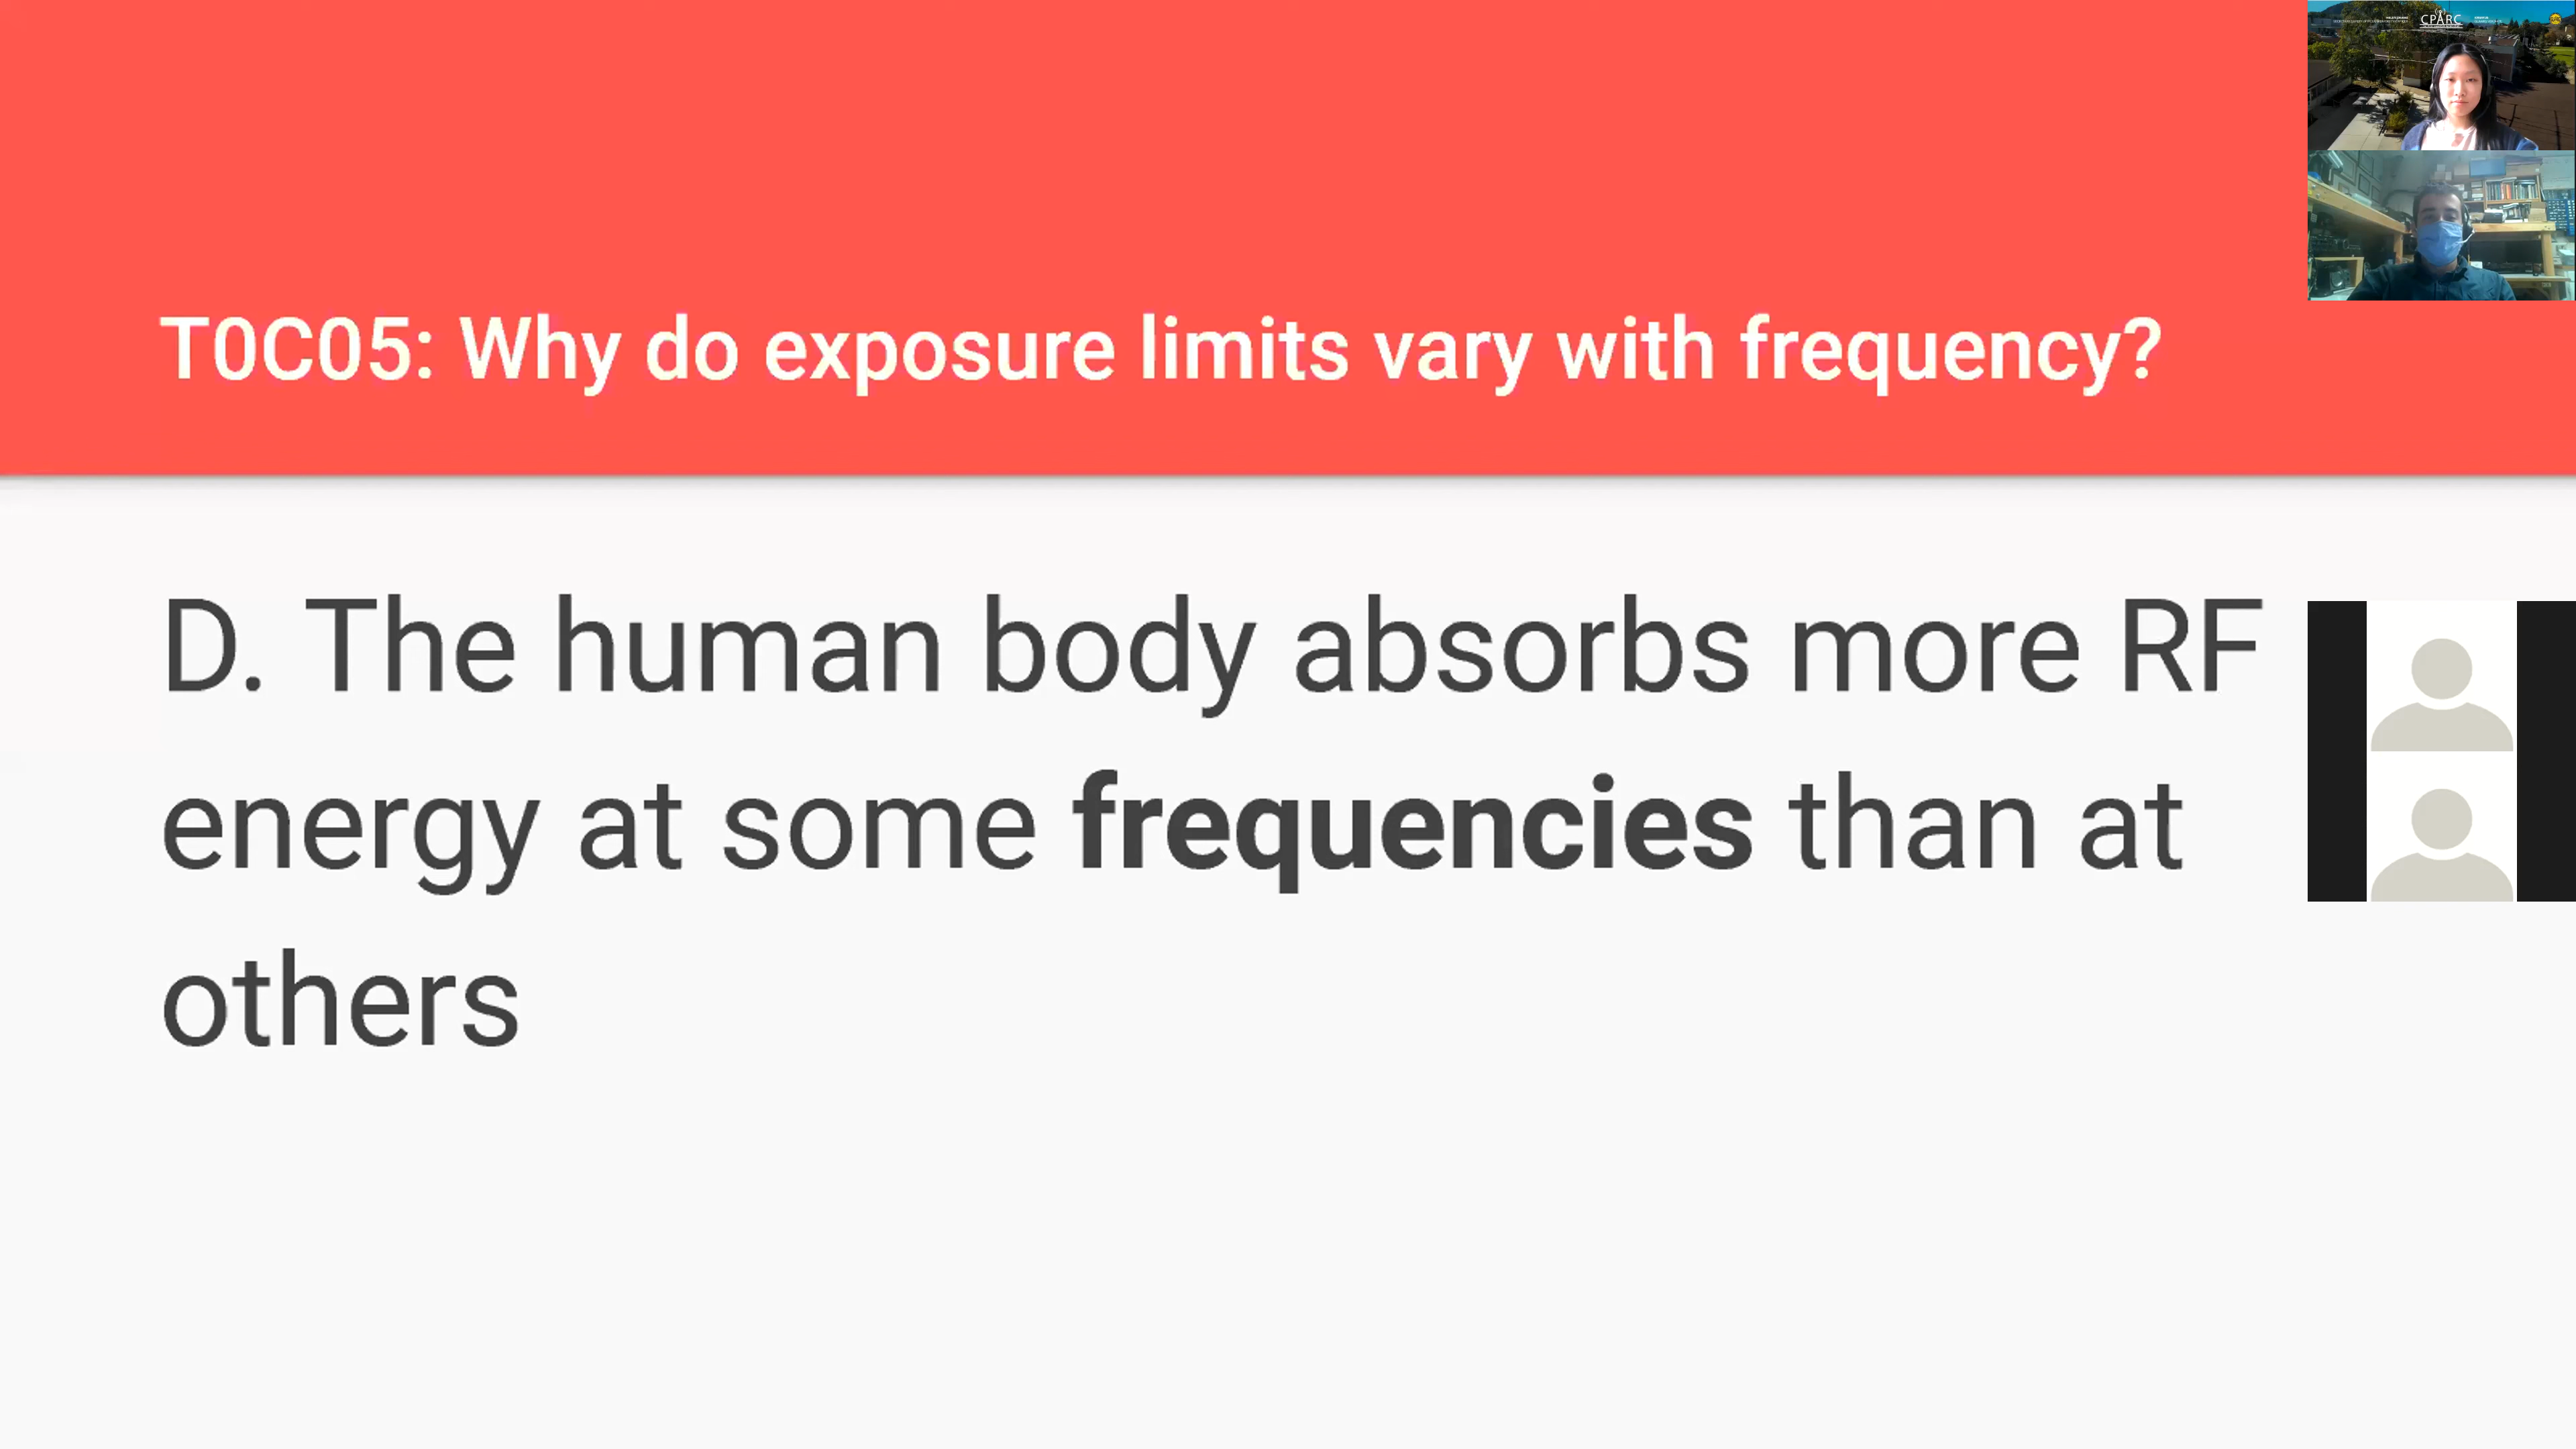 CPARC
T0C05: Why do exposure limits vary with frequency?
D. The human body absorbs more RF
energy at some frequencies than at
others